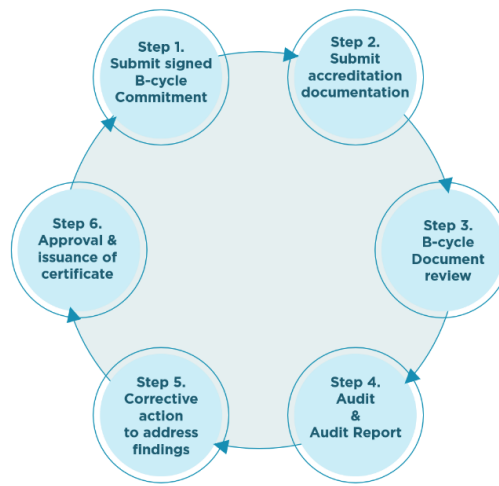 Step 1.
Submit signed
B-cycle
Commitment
Step 2.
Submit
accreditation
documentation
Step 3.
B-cycle
Document
review
Step 4.
Audit
&
Audit Report
Step 5.
Corrective
action
to address
findings
Step 6.
Approval &
issuance of
certificate